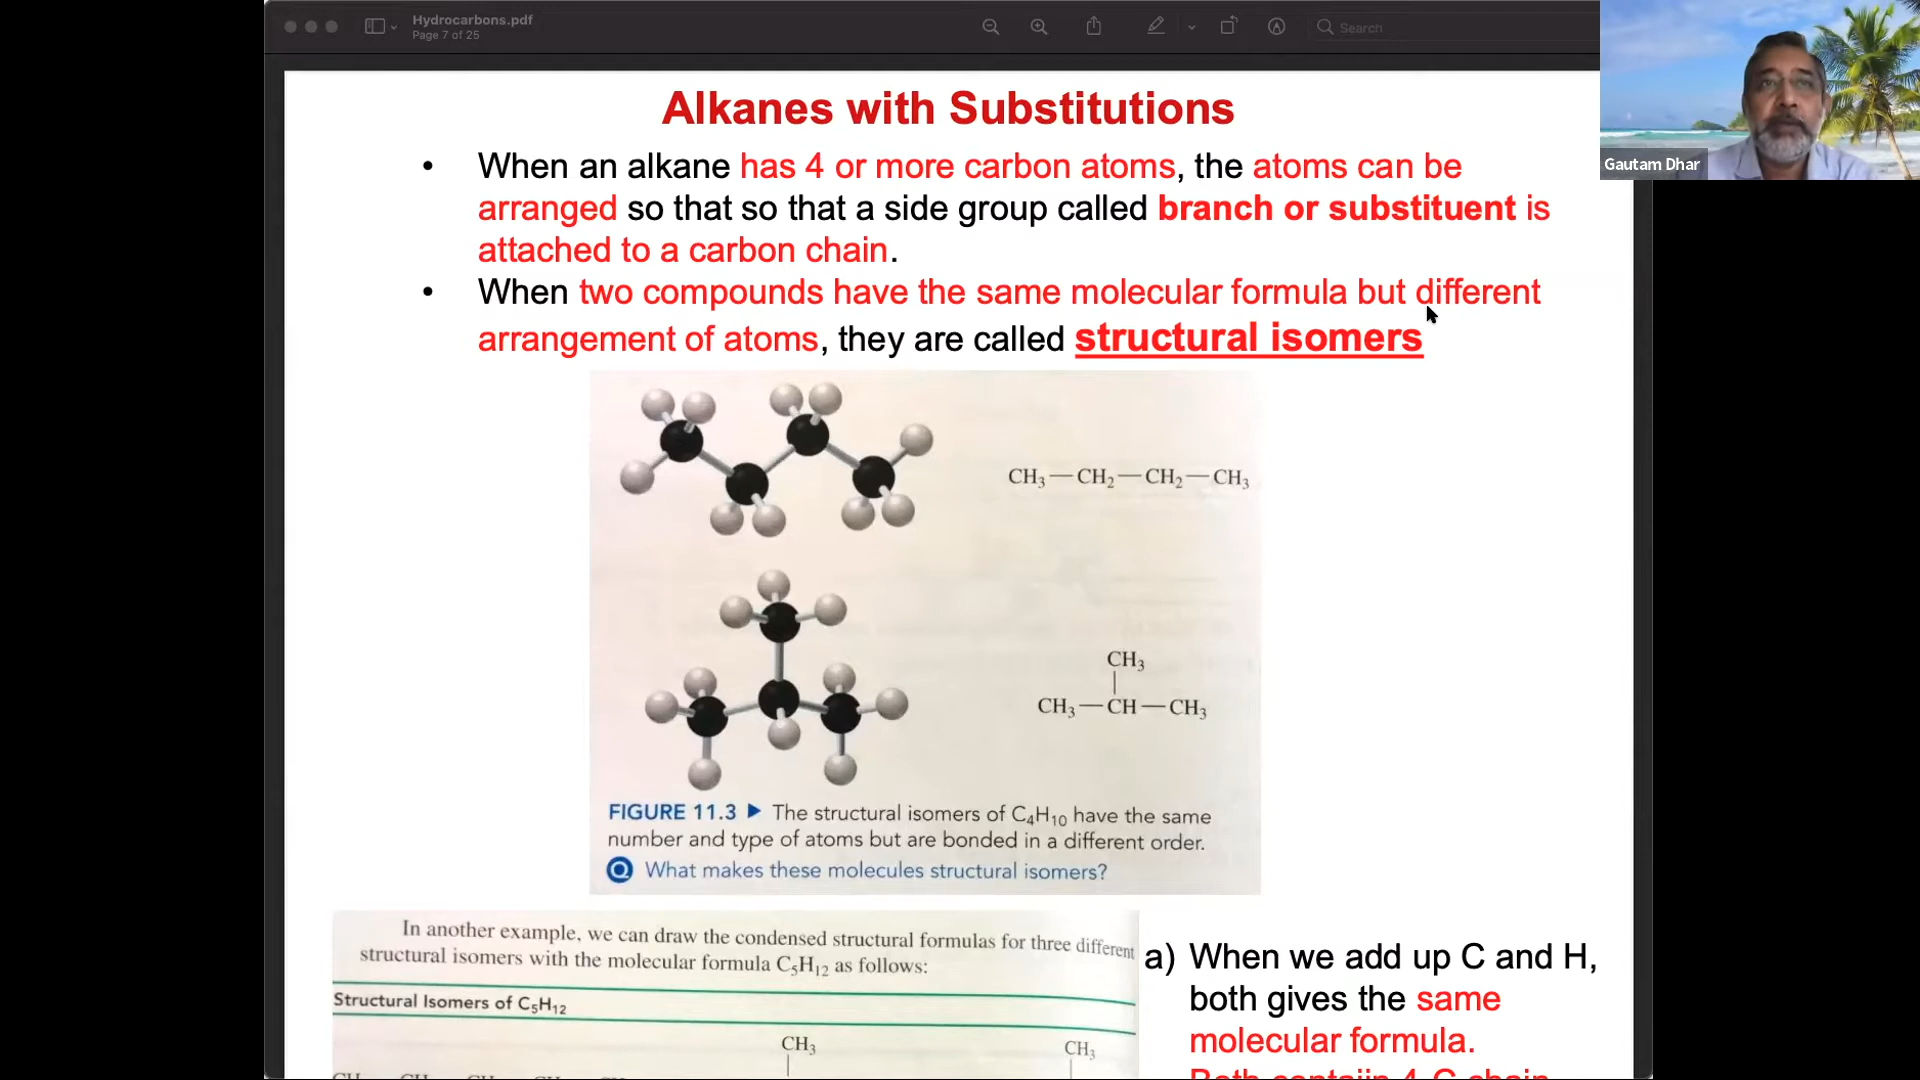 Hydrocarbons.pdf
Page 7 of 25
Search
Gautam Dhar
Alkanes with Substitutions
• When an alkane has 4 or more carbon atoms, the atoms can be
arranged so that so that a side group called branch or substituent is
attached to a carbon chain.
• When two compounds have the same molecular formula but different
arrangement of atoms, they are called structural isomers
CH₃—CH₂—CH₂—CH₃
CH₃
|
CH₃—CH—CH₃
FIGURE 11.3 ▶ The structural isomers of C₄H₁₀ have the same
number and type of atoms but are bonded in a different order.
Q What makes these molecules structural isomers?
In another example, we can draw the condensed structural formulas for three different
structural isomers with the molecular formula C₅H₁₂ as follows:
Structural Isomers of C₅H₁₂
CH₃ CH₃
a) When we add up C and H,
both gives the same
molecular formula.
Both contaiin 4-C chain